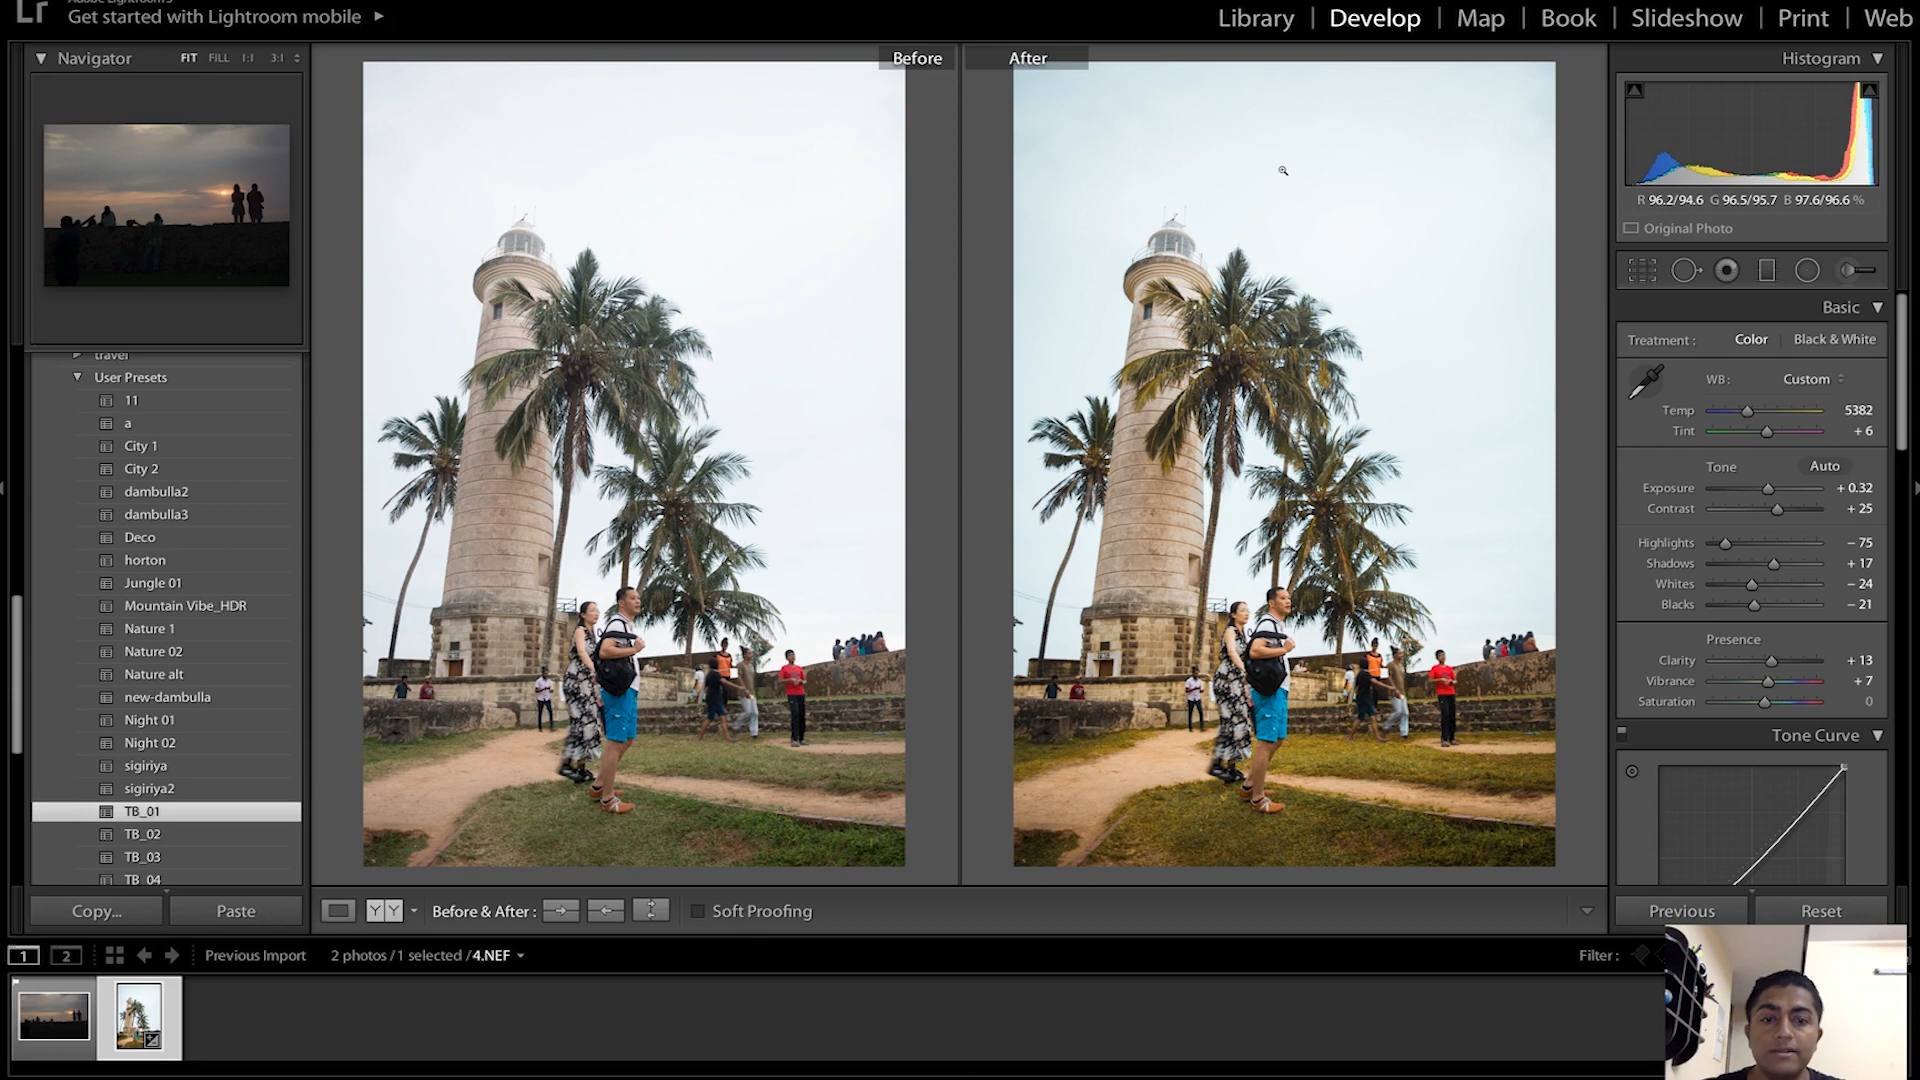 Lr
Get started with Lightroom mobile
Library | Develop | Map | Book | Slideshow | Print | Web
Navigator FIT FILL 1:1 3:1
Before
After
Histogram
R 96.2/94.6 G 96.5/95.7 B 97.6/96.6 %
Original Photo
Basic
Treatment : Color Black & White
WB : Custom
Temp 5382
Tint + 6
Tone Auto
Exposure + 0.32
Contrast + 25
Highlights – 75
Shadows + 17
Whites – 24
Blacks – 21
Presence
Clarity + 13
Vibrance + 7
Saturation 0
Tone Curve
travel
User Presets
11
a
City 1
City 2
dambulla2
dambulla3
Deco
horton
Jungle 01
Mountain Vibe_HDR
Nature 1
Nature 02
Nature alt
new-dambulla
Night 01
Night 02
sigiriya
sigiriya2
TB_01
TB_02
TB_03
TB_04
Copy... Paste
YY Before & After : Soft Proofing
Previous Reset
1 2 Previous Import 2 photos / 1 selected / 4.NEF
Filter :